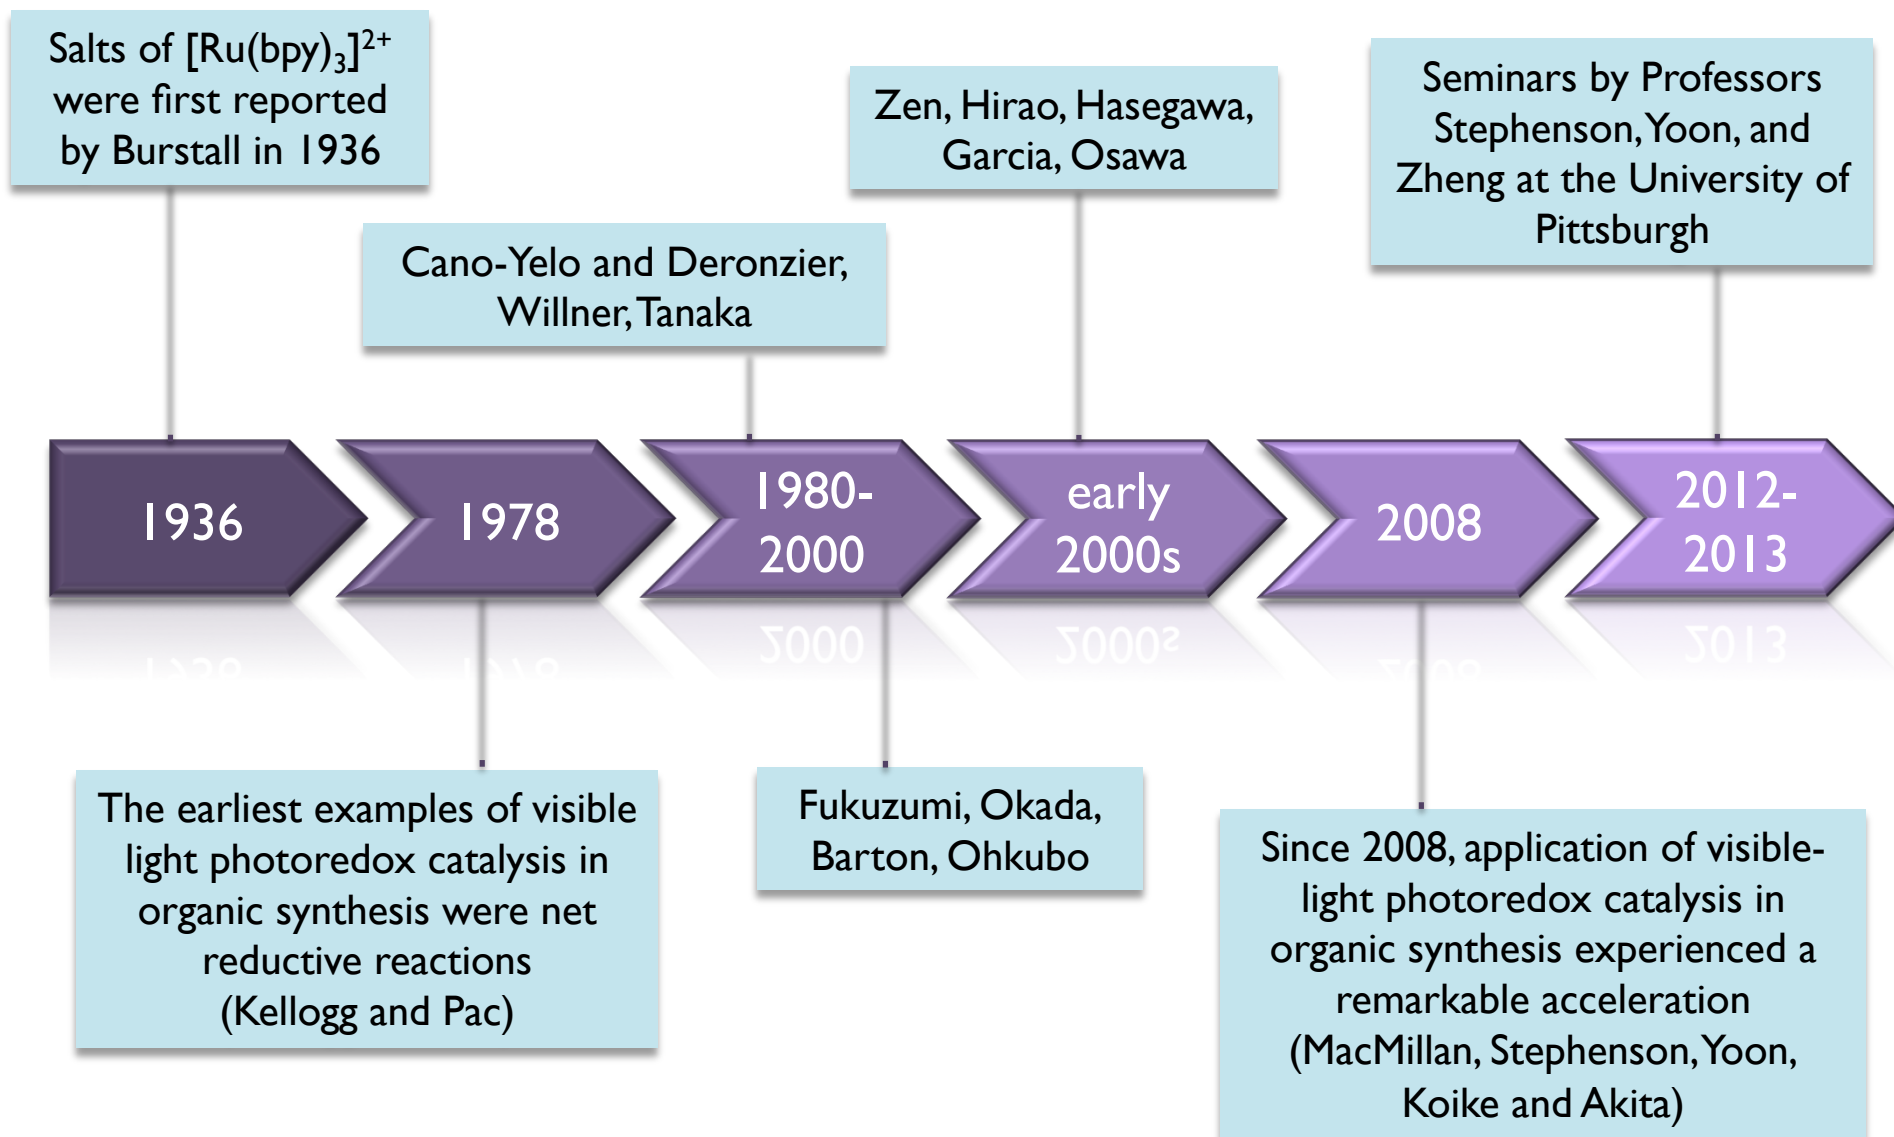 Salts of [Ru(bpy)₃]²⁺
were first reported
by Burstall in 1936
Cano-Yelo and Deronzier,
Willner, Tanaka
Zen, Hirao, Hasegawa,
Garcia, Osawa
Seminars by Professors
Stephenson, Yoon, and
Zheng at the University of
Pittsburgh
1936
1978
1980-
2000
early
2000s
2008
2012-
2013
The earliest examples of visible
light photoredox catalysis in
organic synthesis were net
reductive reactions
(Kellogg and Pac)
Fukuzumi, Okada,
Barton, Ohkubo
Since 2008, application of visible-
light photoredox catalysis in
organic synthesis experienced a
remarkable acceleration
(MacMillan, Stephenson, Yoon,
Koike and Akita)